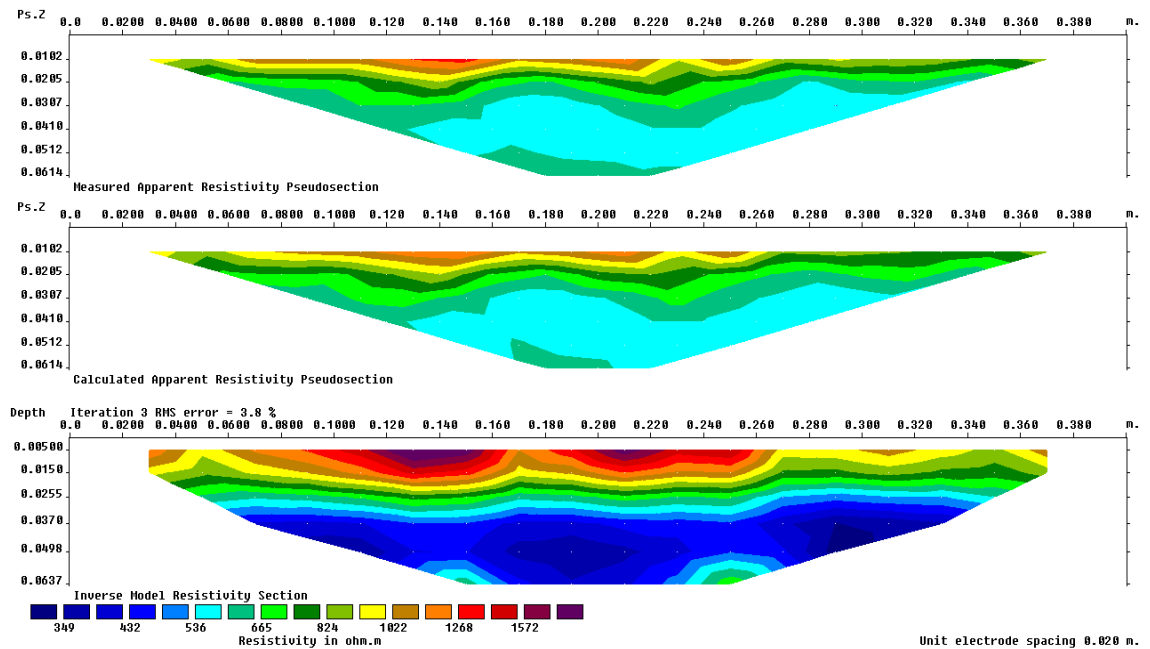 Ps.Z 0.0 0.0200 0.0400 0.0600 0.0800 0.1000 0.120 0.140 0.160 0.180 0.200 0.220 0.240 0.260 0.280 0.300 0.320 0.340 0.360 0.380 m.
0.0102
0.0205
0.0307
0.0410
0.0512
0.0614
Measured Apparent Resistivity Pseudosection
Ps.Z 0.0 0.0200 0.0400 0.0600 0.0800 0.1000 0.120 0.140 0.160 0.180 0.200 0.220 0.240 0.260 0.280 0.300 0.320 0.340 0.360 0.380 m.
0.0102
0.0205
0.0307
0.0410
0.0512
0.0614
Calculated Apparent Resistivity Pseudosection
Depth Iteration 3 RMS error = 3.8 %
0.0 0.0200 0.0400 0.0600 0.0800 0.1000 0.120 0.140 0.160 0.180 0.200 0.220 0.240 0.260 0.280 0.300 0.320 0.340 0.360 0.380 m.
0.00500
0.0150
0.0255
0.0370
0.0498
0.0637
Inverse Model Resistivity Section
349 432 536 665 824 1022 1268 1572
Resistivity in ohm.m Unit electrode spacing 0.020 m.